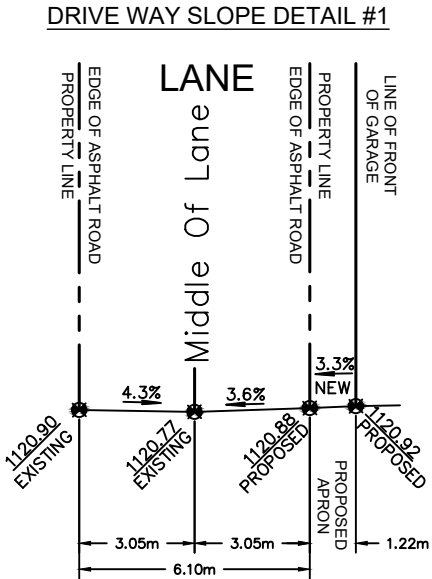 DRIVE WAY SLOPE DETAIL #1
LANE
PROPERTY LINE
EDGE OF ASPHALT ROAD
Middle Of Lane
EDGE OF ASPHALT ROAD
PROPERTY LINE
LINE OF FRONT
OF GARAGE
4.3%
3.6%
3.3%
NEW
1120.90
EXISTING
1120.77
EXISTING
1120.88
PROPOSED
1120.92
PROPOSED
PROPOSED
APRON
3.05m
3.05m
1.22m
6.10m